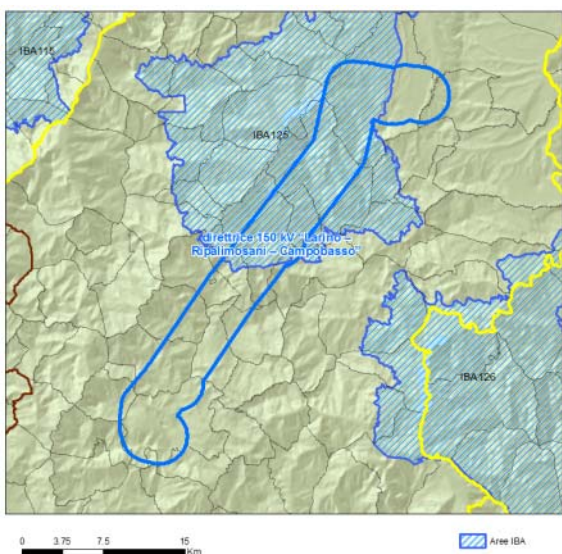 IBA115
IBA125
direttrice 150 kV "Larino –
Ripalimosani – Campobasso"
IBA126
0 3.75 7.5 15
Km
Aree IBA